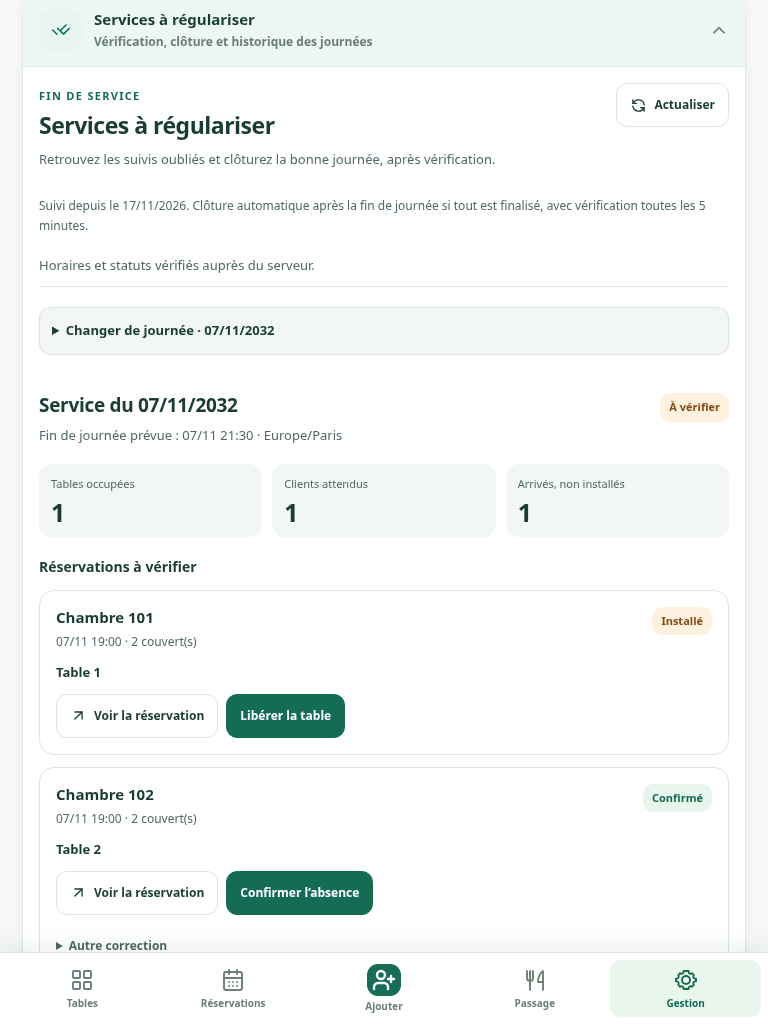 Services à régulariser
Vérification, clôture et historique des journées
FIN DE SERVICE
Services à régulariser
Actualiser
Retrouvez les suivis oubliés et clôturez la bonne journée, après vérification.
Suivi depuis le 17/11/2026. Clôture automatique après la fin de journée si tout est finalisé, avec vérification toutes les 5
minutes.
Horaires et statuts vérifiés auprès du serveur.
Changer de journée · 07/11/2032
Service du 07/11/2032
À vérifier
Fin de journée prévue : 07/11 21:30 · Europe/Paris
Tables occupées
1
Clients attendus
1
Arrivés, non installés
1
Réservations à vérifier
Chambre 101
Installé
07/11 19:00 · 2 couvert(s)
Table 1
Voir la réservation
Libérer la table
Chambre 102
Confirmé
07/11 19:00 · 2 couvert(s)
Table 2
Voir la réservation
Confirmer l’absence
Autre correction
Tables
Réservations
Ajouter
Passage
Gestion